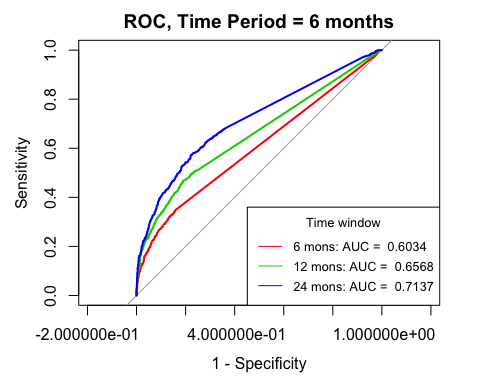 ROC, Time Period = 6 months
Sensitivity
1.0
0.8
0.6
0.4
0.2
0.0
Time window
6 mons: AUC = 0.6034
12 mons: AUC = 0.6568
24 mons: AUC = 0.7137
-2.000000e-01 4.000000e-01 1.000000e+00
1 - Specificity